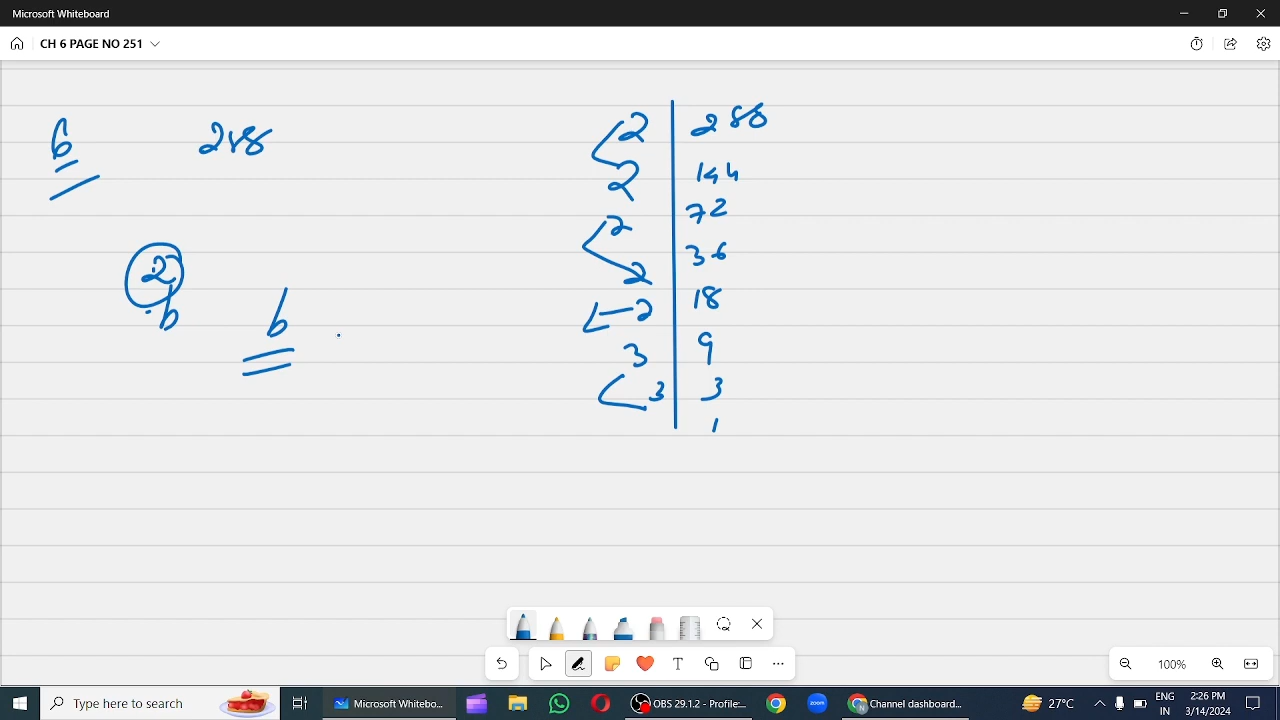 Microsoft Whiteboard
CH 6 PAGE NO 251
6
288
2
b
b
2 288
2 144
2 72
2 36
2 18
3 9
3 3
1
100%
Type here to search
Microsoft Whitebo...
OBS 29.1.2 - Profile:...
Channel dashboard...
27°C
ENG
IN
2:26 PM
3/14/2024